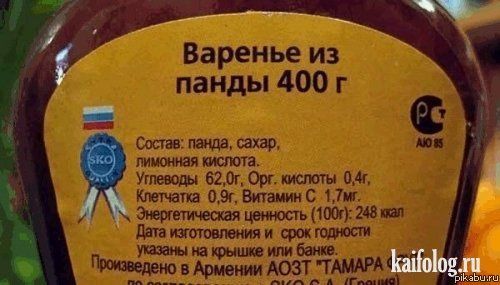 Варенье из
панды 400 г
РСТ
АЮ 85
SKO
Состав: панда, сахар,
лимонная кислота.
Углеводы 62,0г, Орг. кислоты 0,4г,
Клетчатка 0,9г, Витамин С 1,7мг.
Энергетическая ценность (100г): 248 ккал
Дата изготовления и срок годности
указаны на крышке или банке.
Произведено в Армении АОЗТ "ТАМАРА
S.A. (Греция)
kaifolog.ru
pikabu.ru